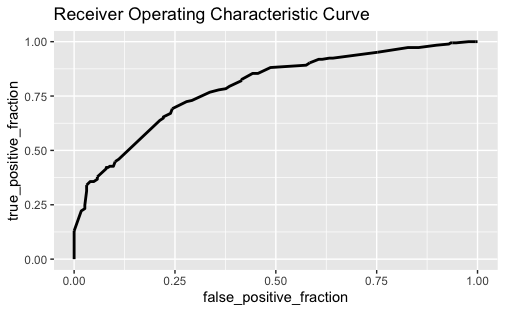 Receiver Operating Characteristic Curve
true_positive_fraction
1.00
0.75
0.50
0.25
0.00
0.00 0.25 0.50 0.75 1.00
false_positive_fraction